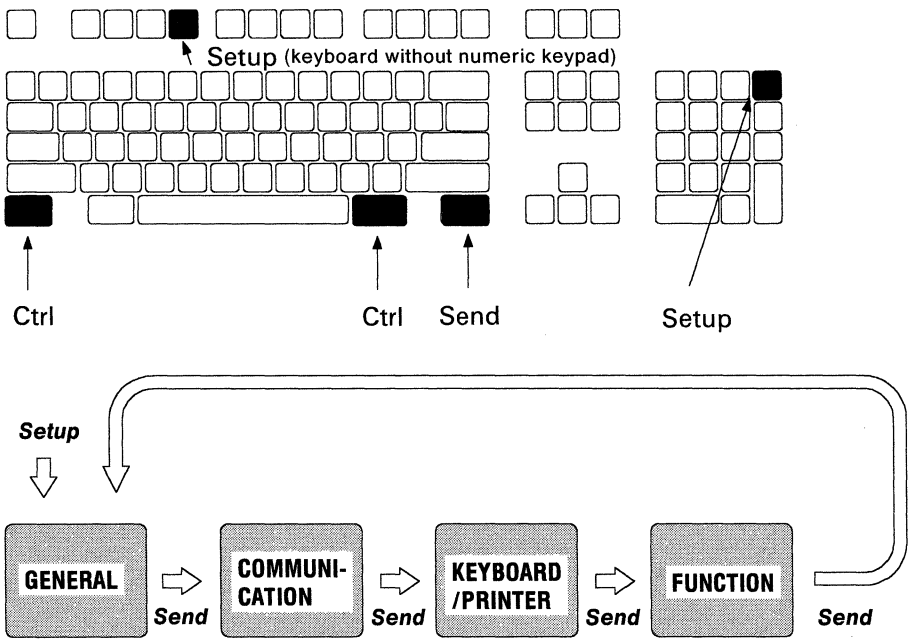 Setup (keyboard without numeric keypad)
Ctrl
Ctrl
Send
Setup
Setup
GENERAL
Send
COMMUNI-
CATION
Send
KEYBOARD
/PRINTER
Send
FUNCTION
Send